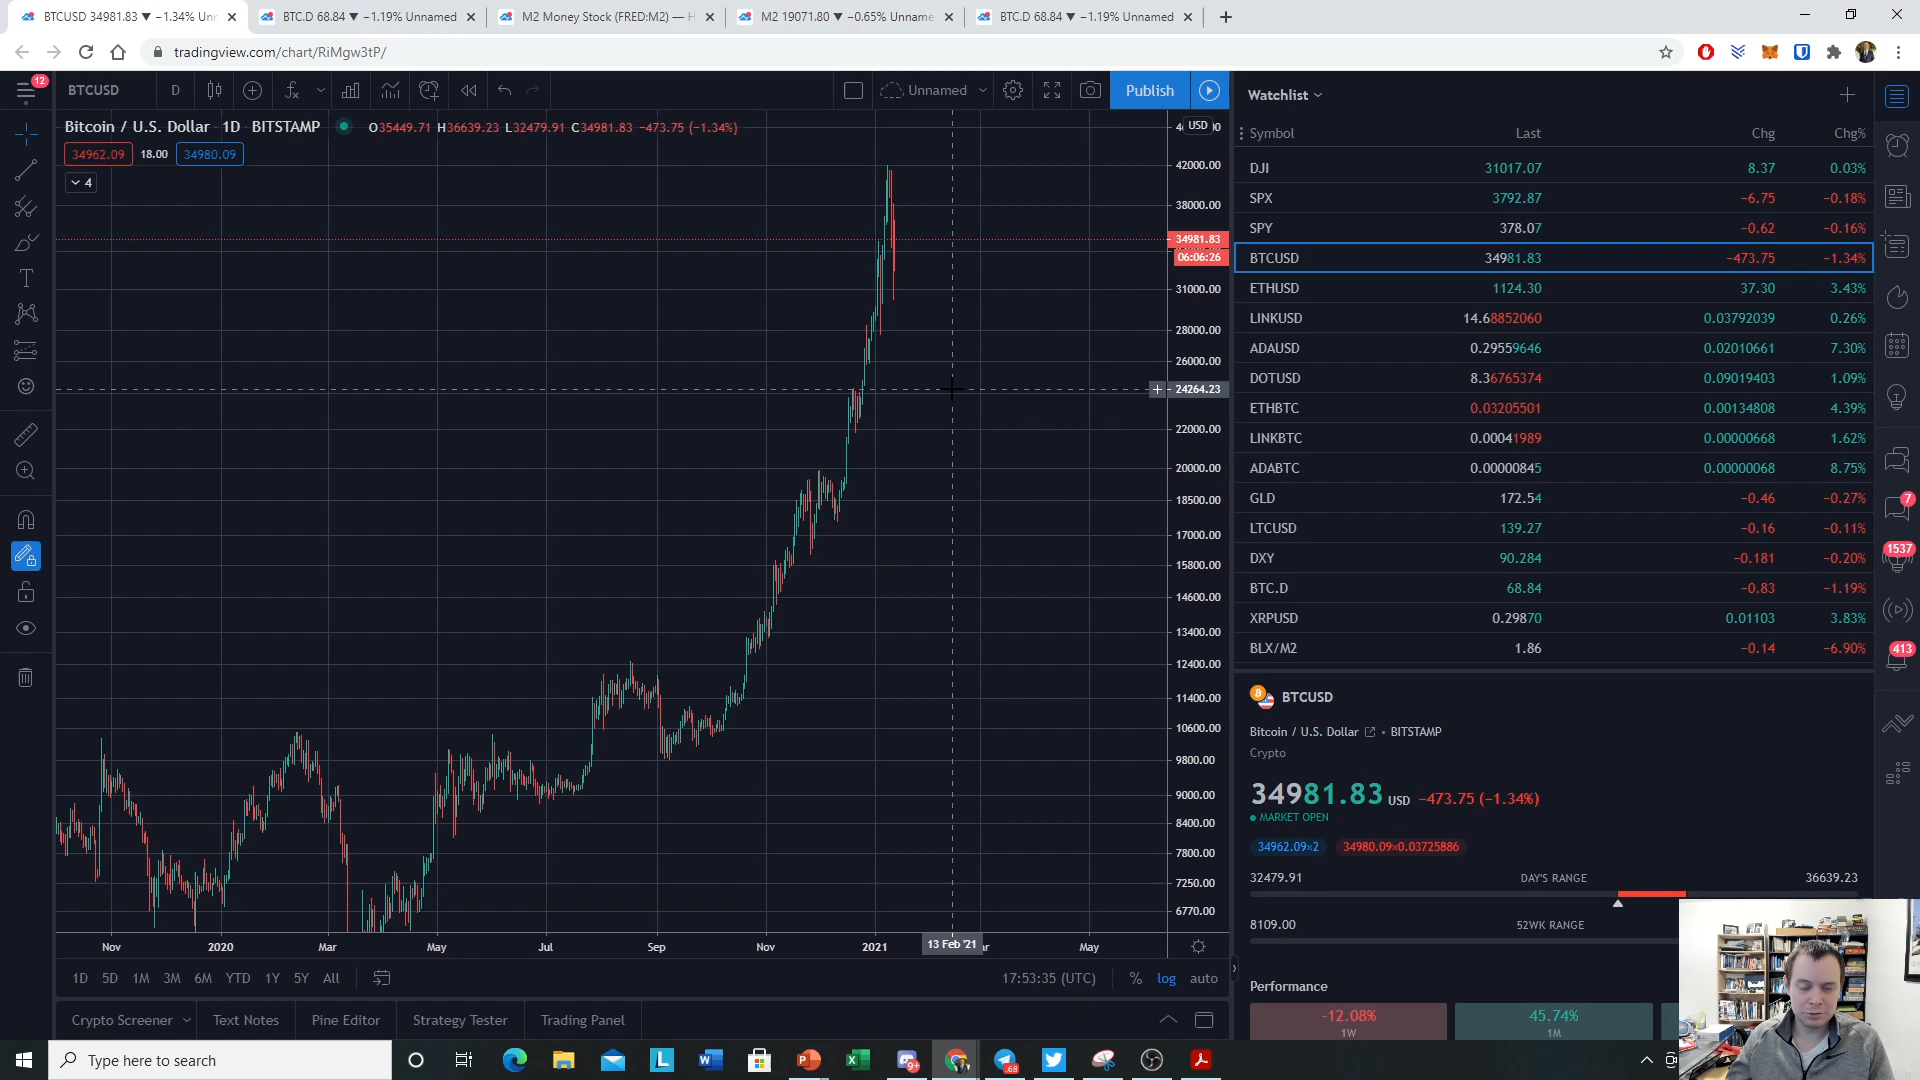 BTCUSD 34981.83 ▼ −1.34% Unn
BTC.D 68.84 ▼ −1.19% Unnamed
M2 Money Stock (FRED:M2) — H
M2 19071.80 ▼ −0.65% Unname
BTC.D 68.84 ▼ −1.19% Unnamed
tradingview.com/chart/RiMgw3tP/
12
BTCUSD
D
Unnamed
Publish
Bitcoin / U.S. Dollar · 1D · BITSTAMP
O35449.71 H36639.23 L32479.91 C34981.83 −473.75 (−1.34%)
34962.09
18.00
34980.09
4
USD
42000.00
38000.00
34981.83
06:06:26
31000.00
28000.00
26000.00
24264.23
22000.00
20000.00
18500.00
17000.00
15800.00
14600.00
13400.00
12400.00
11400.00
10600.00
9800.00
9000.00
8400.00
7800.00
7250.00
6770.00
Nov
2020
Mar
May
Jul
Sep
Nov
2021
13 Feb '21
May
1D
5D
1M
3M
6M
YTD
1Y
5Y
All
17:53:35 (UTC)
%
log
auto
Crypto Screener
Text Notes
Pine Editor
Strategy Tester
Trading Panel
Watchlist
Symbol Last Chg Chg%
DJI 31017.07 8.37 0.03%
SPX 3792.87 −6.75 −0.18%
SPY 378.07 −0.62 −0.16%
BTCUSD 34981.83 −473.75 −1.34%
ETHUSD 1124.30 37.30 3.43%
LINKUSD 14.68852060 0.03792039 0.26%
ADAUSD 0.29559646 0.02010661 7.30%
DOTUSD 8.36765374 0.09019403 1.09%
ETHBTC 0.03205501 0.00134808 4.39%
LINKBTC 0.00041989 0.00000668 1.62%
ADABTC 0.00000845 0.00000068 8.75%
GLD 172.54 −0.46 −0.27%
LTCUSD 139.27 −0.16 −0.11%
DXY 90.284 −0.181 −0.20%
BTC.D 68.84 −0.83 −1.19%
XRPUSD 0.29870 0.01103 3.83%
BLX/M2 1.86 −0.14 −6.90%
7
1537
413
BTCUSD
Bitcoin / U.S. Dollar • BITSTAMP
Crypto
34981.83 USD −473.75 (−1.34%)
MARKET OPEN
34962.09×2
34980.09×0.03725886
32479.91 DAY'S RANGE 36639.23
8109.00 52WK RANGE
Performance
-12.08%
1W
45.74%
1M
Type here to search
9+
.68